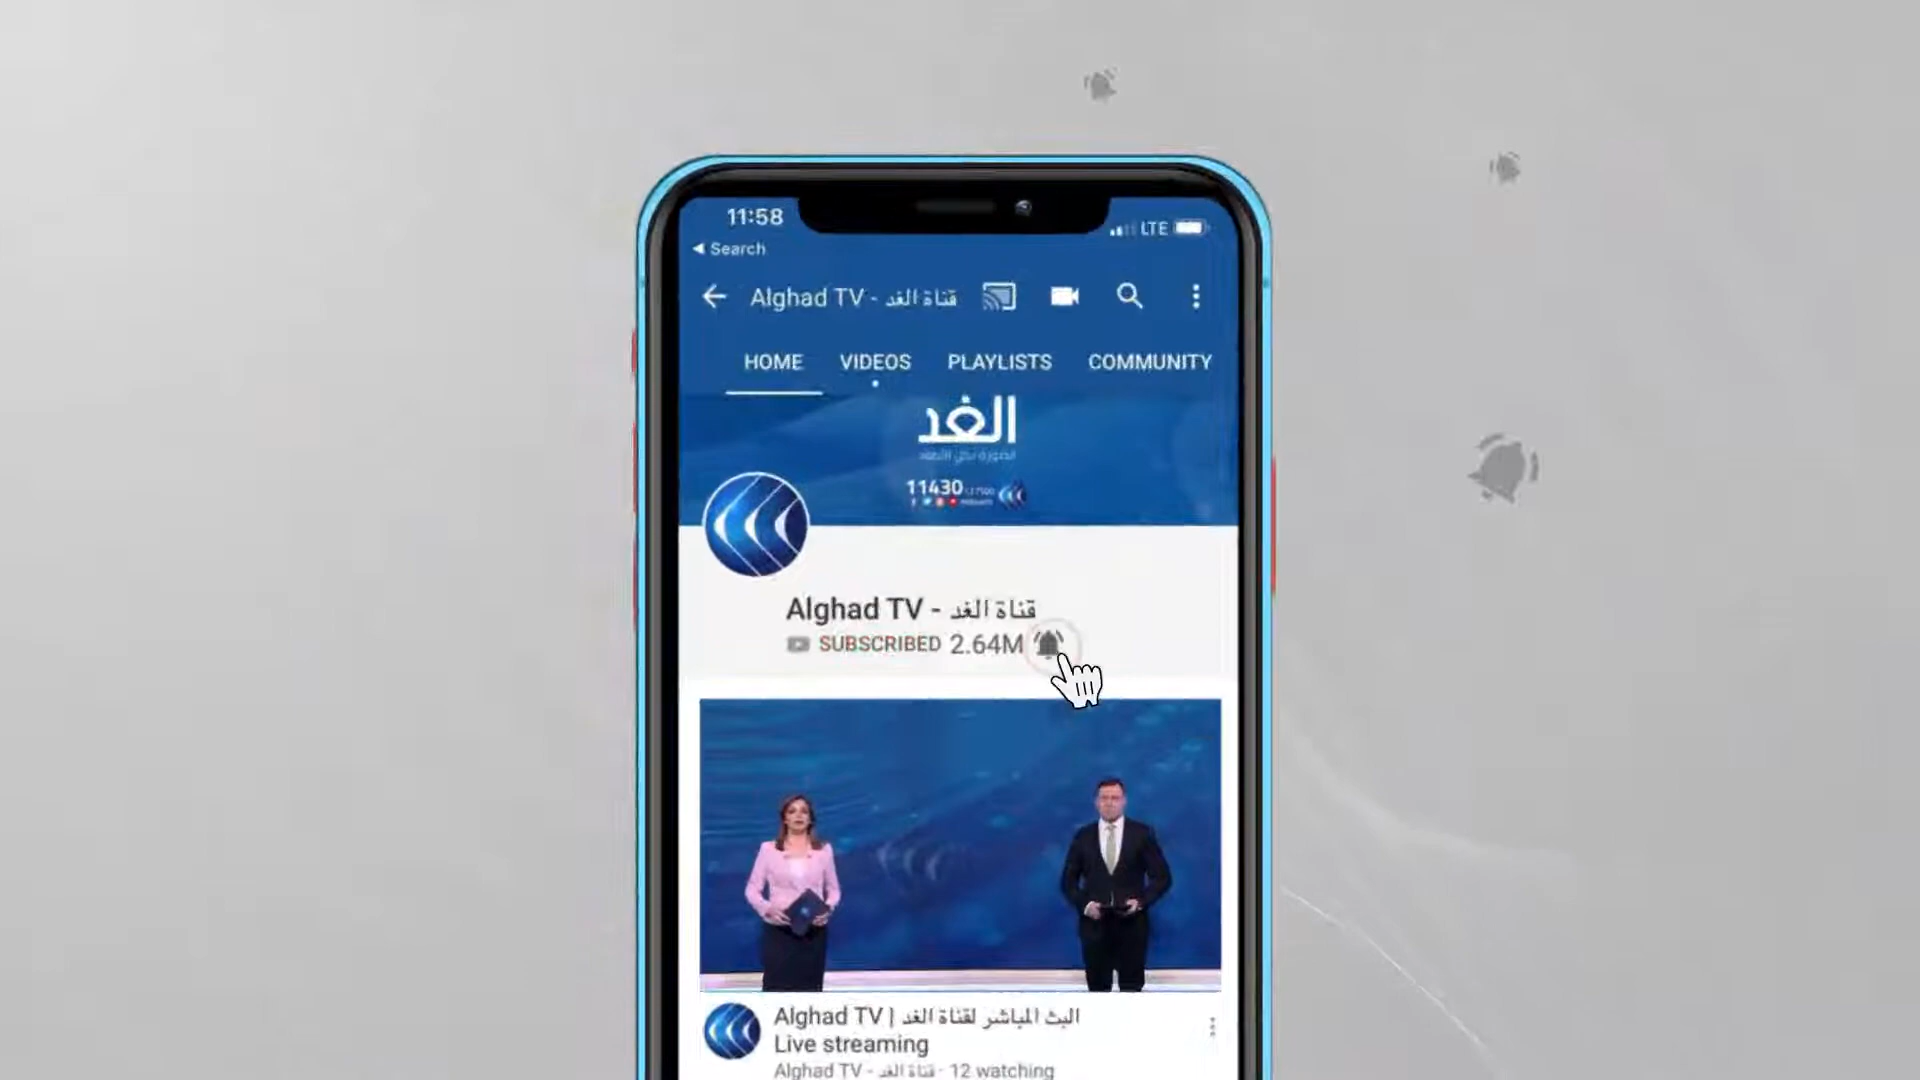 11:58
LTE
Search
Alghad TV - قناة الغد
HOME VIDEOS PLAYLISTS COMMUNITY
الغد
11430
Alghad TV - قناة الغد
SUBSCRIBED 2.64M
Alghad TV | البث المباشر لقناة الغد
Live streaming
Alghad TV - قناة الغد · 12 watching